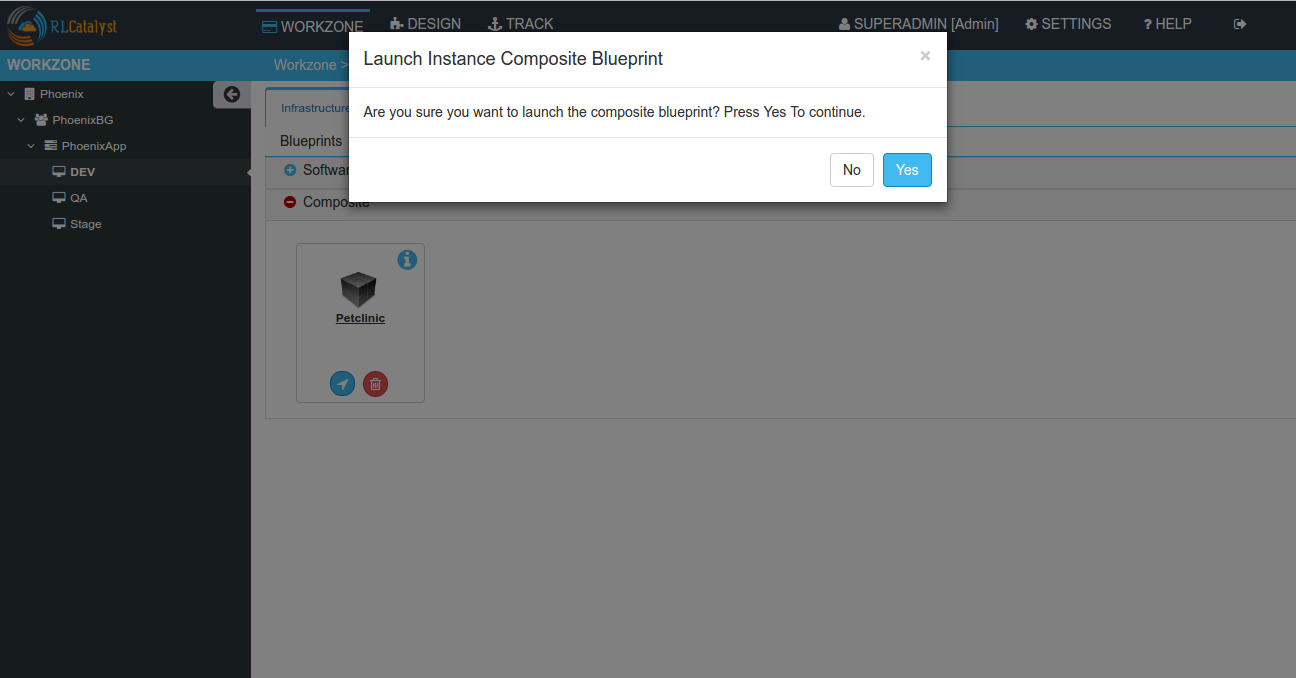 RLCatalyst
WORKZONE DESIGN TRACK SUPERADMIN [Admin] SETTINGS ? HELP
Launch Instance Composite Blueprint ×
WORKZONE
Workzone >
Phoenix
PhoenixBG
PhoenixApp
DEV
QA
Stage
Infrastructure
Are you sure you want to launch the composite blueprint? Press Yes To continue.
Blueprints
No Yes
Softwar
Composite
Petclinic